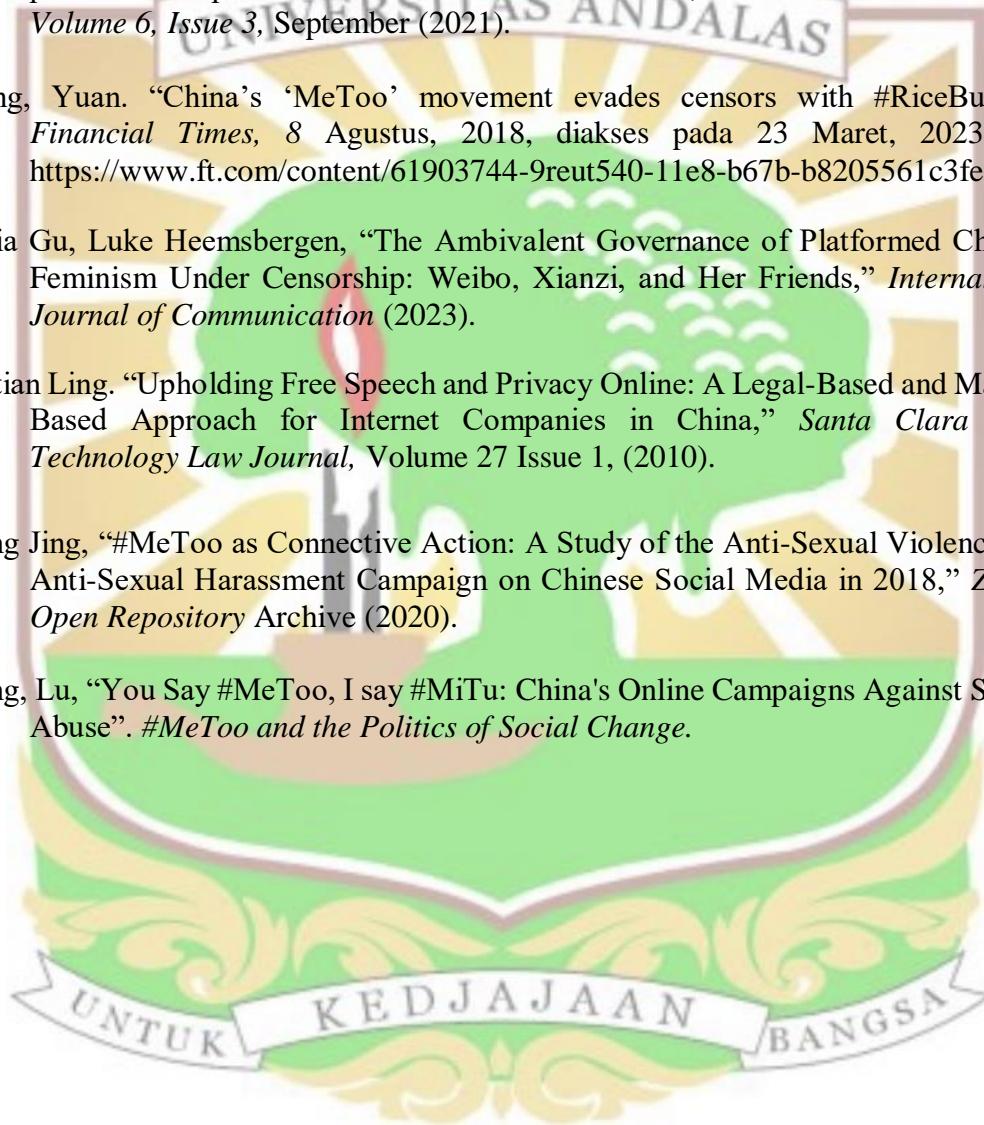 UNIVERSITAS ANDALAS
Volume 6, Issue 3, September (2021).
ng, Yuan. “China’s ‘MeToo’ movement evades censors with #RiceBu
Financial Times, 8 Agustus, 2018, diakses pada 23 Maret, 2023
https://www.ft.com/content/61903744-9reut540-11e8-b67b-b8205561c3fe
ia Gu, Luke Heemsbergen, “The Ambivalent Governance of Platformed Ch
Feminism Under Censorship: Weibo, Xianzi, and Her Friends,” Interna
Journal of Communication (2023).
tian Ling. “Upholding Free Speech and Privacy Online: A Legal-Based and Ma
Based Approach for Internet Companies in China,” Santa Clara
Technology Law Journal, Volume 27 Issue 1, (2010).
ng Jing, “#MeToo as Connective Action: A Study of the Anti-Sexual Violenc
Anti-Sexual Harassment Campaign on Chinese Social Media in 2018,” Z
Open Repository Archive (2020).
ng, Lu, “You Say #MeToo, I say #MiTu: China's Online Campaigns Against S
Abuse”. #MeToo and the Politics of Social Change.
UNTUK KEDJAJAAN BANGSA